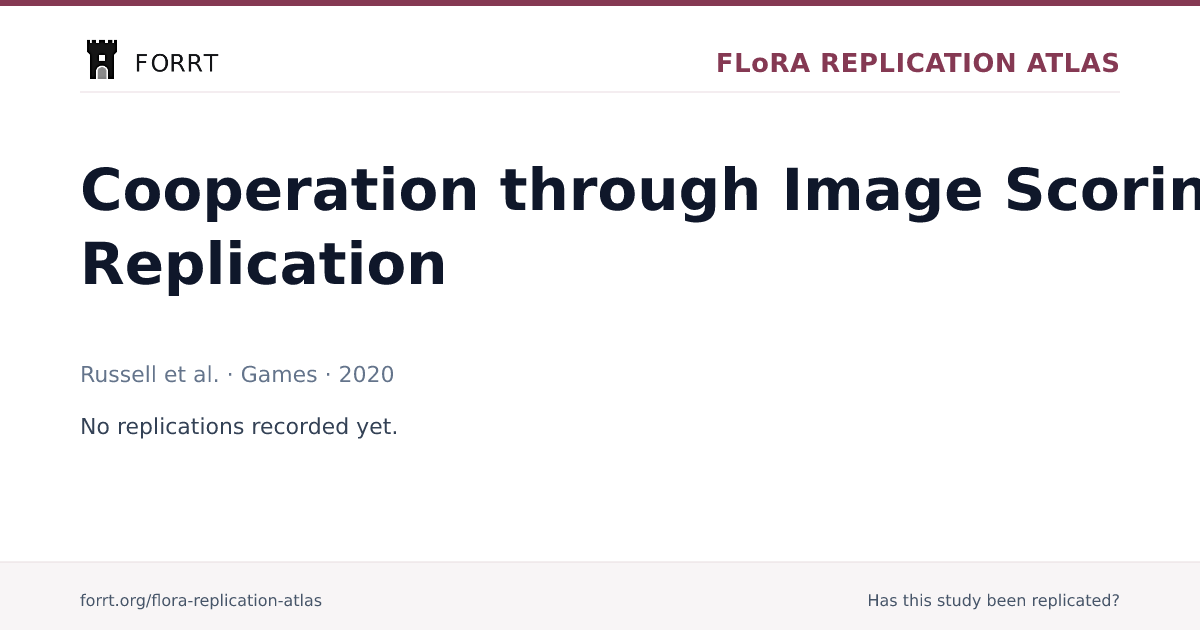 FORRT
FLoRA REPLICATION ATLAS
Cooperation through Image
Replication
Russell et al. · Games · 2020
No replications recorded yet.
forrt.org/flora-replication-atlas
Has this study been replicated?